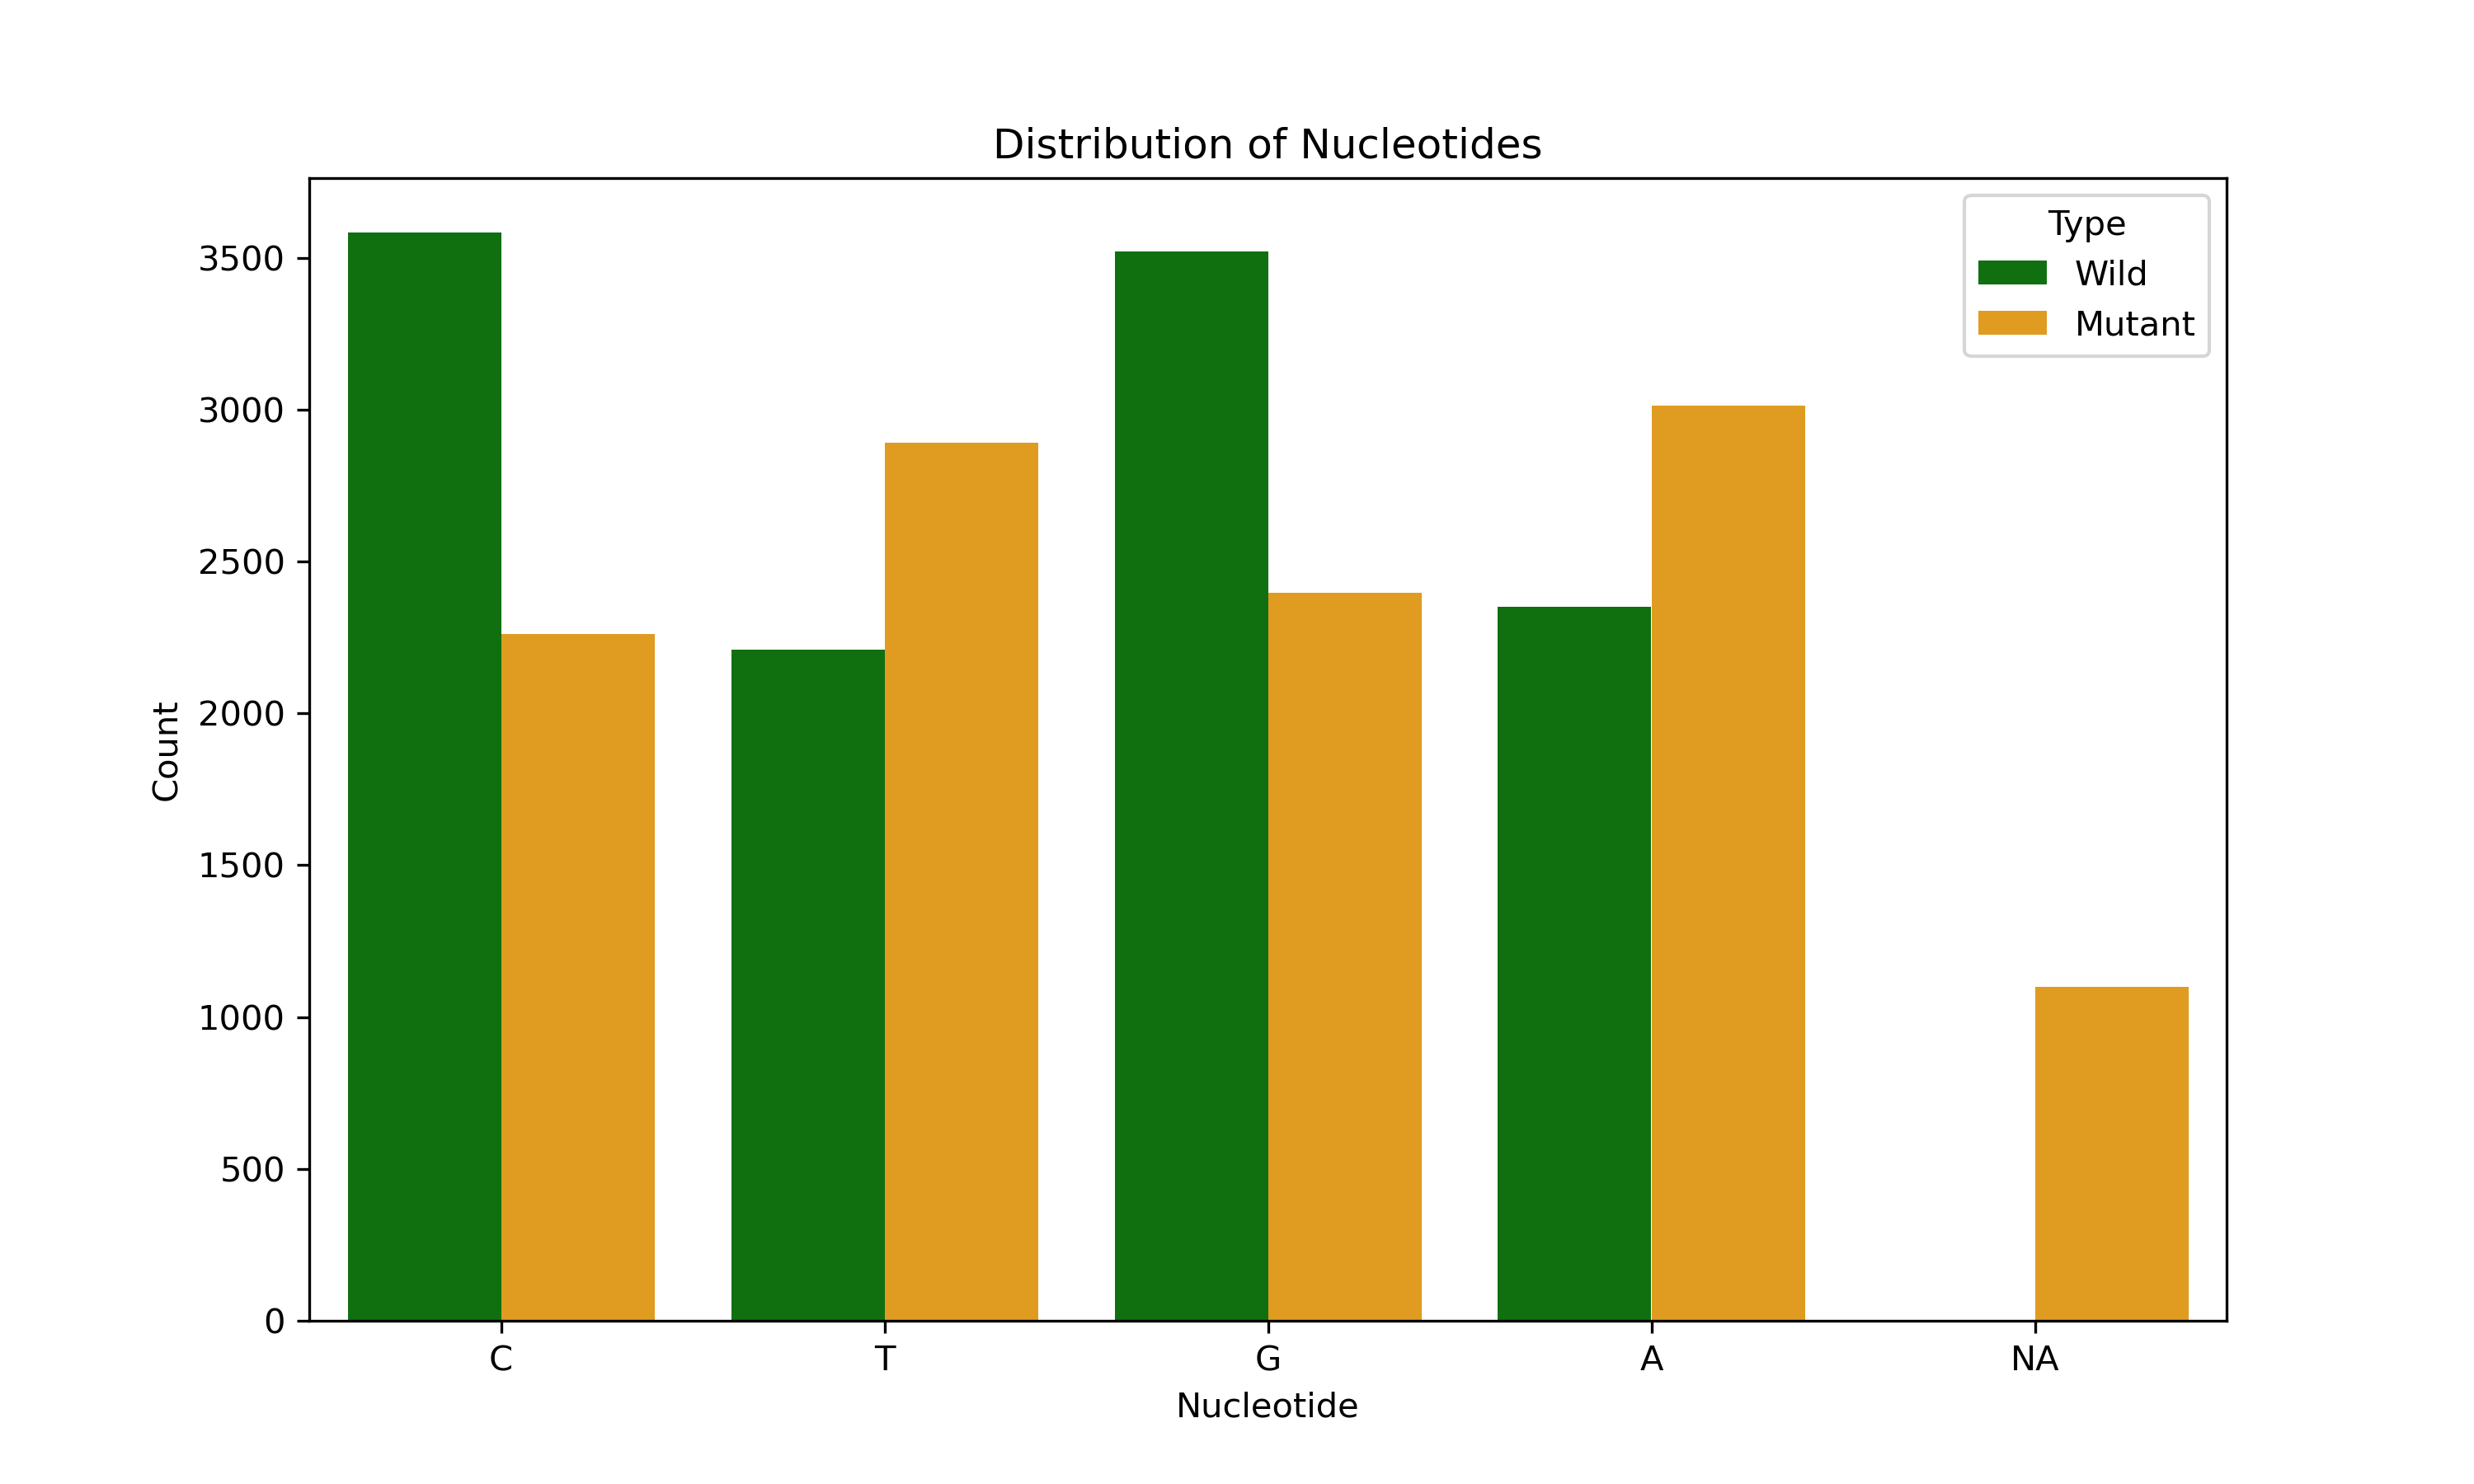 Distribution of Nucleotides
Type
Wild
Mutant
Count
3500
3000
2500
2000
1500
1000
500
0
C T G A NA
Nucleotide